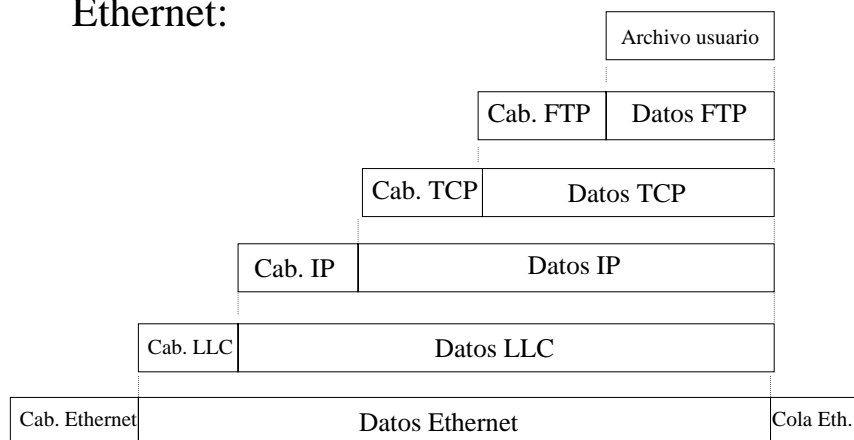 Ethernet:
Archivo usuario
Cab. FTP Datos FTP
Cab. TCP Datos TCP
Cab. IP Datos IP
Cab. LLC Datos LLC
Cab. Ethernet Datos Ethernet Cola Eth.